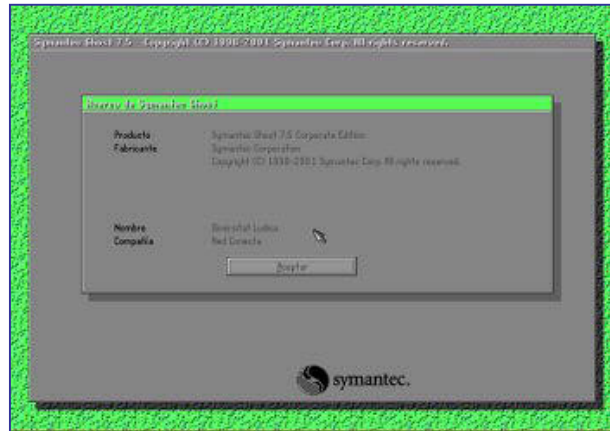 Symantec Ghost 7.5 Copyright (C) 1998-2001 Symantec Corp. All rights reserved.
Acerca de Symantec Ghost
Producto Symantec Ghost 7.5 Corporate Edition
Fabricante Symantec Corporation
Copyright (C) 1998-2001 Symantec Corp. All rights reserved.
Nombre
Compañía Red Conecta
Aceptar
symantec.